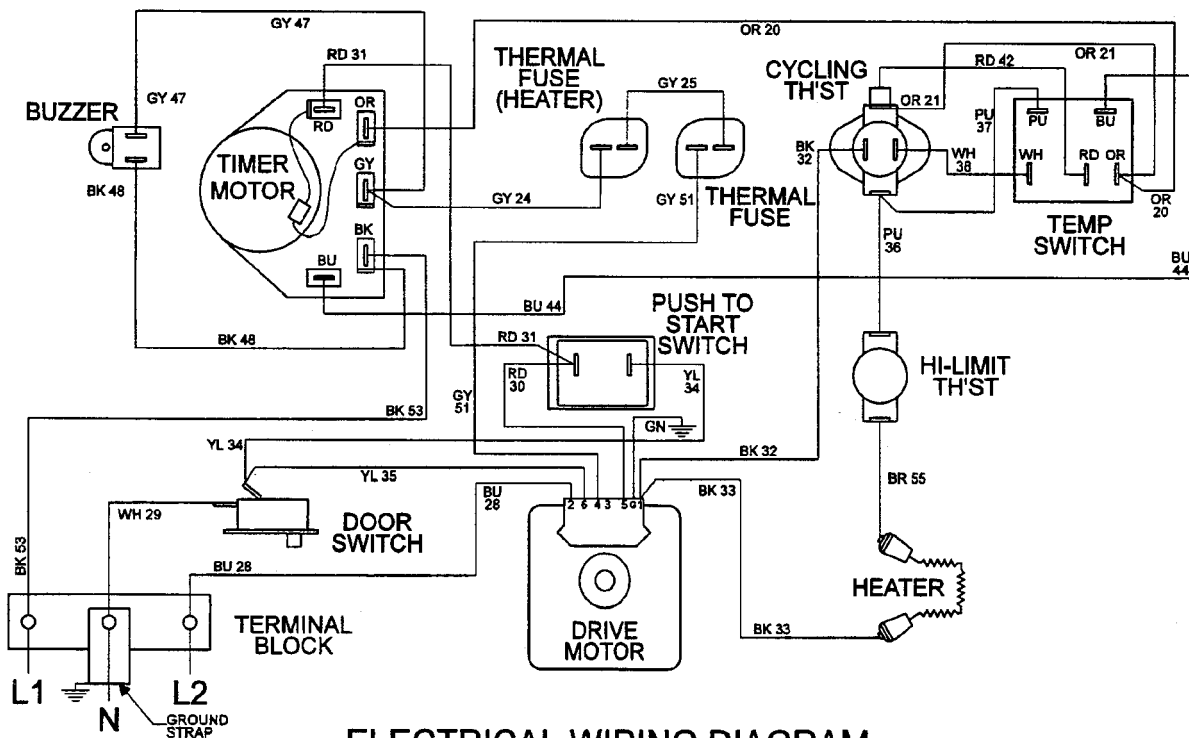 GY 47
OR 20
RD 31
THERMAL
FUSE
(HEATER)
GY 25
CYCLING
TH'ST
RD 42
OR 21
OR 21
BUZZER
GY 47
OR
RD
PU
37
PU
BU
TIMER
MOTOR
GY
BK
32
WH
38
WH
RD
OR
BK 48
GY 24
GY 51
THERMAL
FUSE
OR
20
TEMP
SWITCH
BK
BU
PU
36
BU
44
BU 44
PUSH TO
START
SWITCH
BK 48
RD 31
RD
30
YL
34
HI-LIMIT
TH'ST
GY
51
BK 53
GN
YL 34
BK 32
YL 35
BR 55
BU
28
BK 33
2 6 4 3 5 G 1
WH 29
DOOR
SWITCH
BK 53
BU 28
HEATER
TERMINAL
BLOCK
DRIVE
MOTOR
BK 33
L1
N
L2
GROUND
STRAP
ELECTRICAL WIRING DIAGRAM